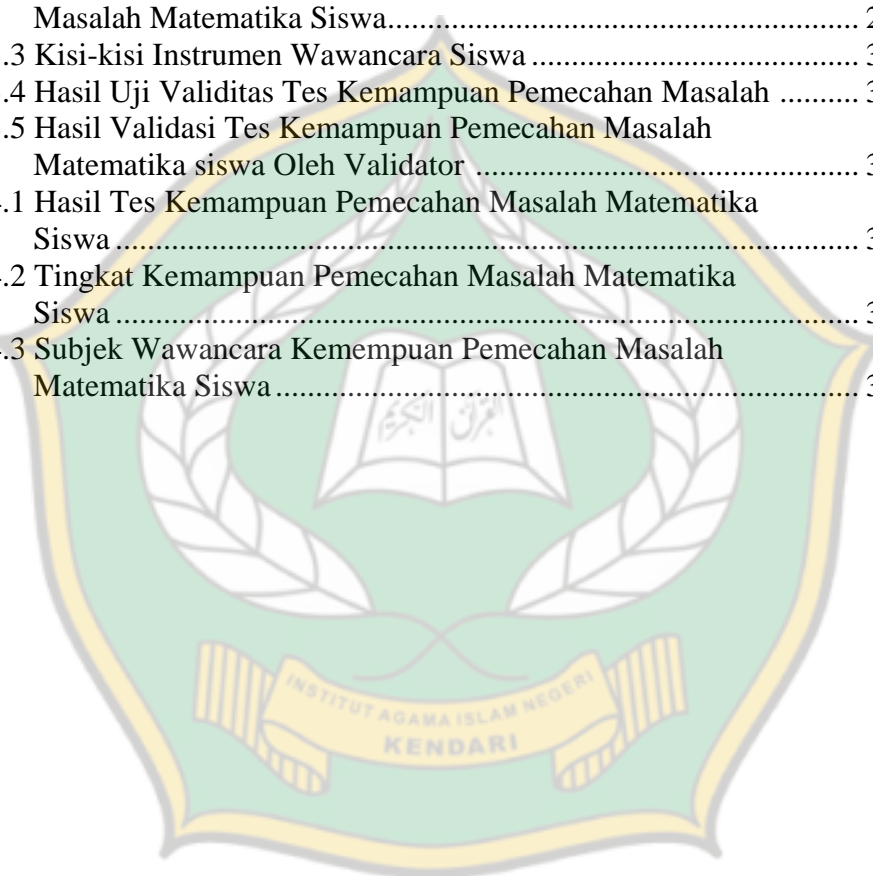 Masalah Matematika Siswa.................................................................... 2
.3 Kisi-kisi Instrumen Wawancara Siswa ............................................... 3
.4 Hasil Uji Validitas Tes Kemampuan Pemecahan Masalah .......... 3
.5 Hasil Validasi Tes Kemampuan Pemecahan Masalah
Matematika siswa Oleh Validator ...................................................... 3
.1 Hasil Tes Kemampuan Pemecahan Masalah Matematika
Siswa ........................................................................................................ 3
.2 Tingkat Kemampuan Pemecahan Masalah Matematika
Siswa ........................................................................................................ 3
.3 Subjek Wawancara Kemempuan Pemecahan Masalah
Matematika Siswa .................................................................................. 3
القرآن الكريم
INSTITUT AGAMA ISLAM NEGERI
KENDARI